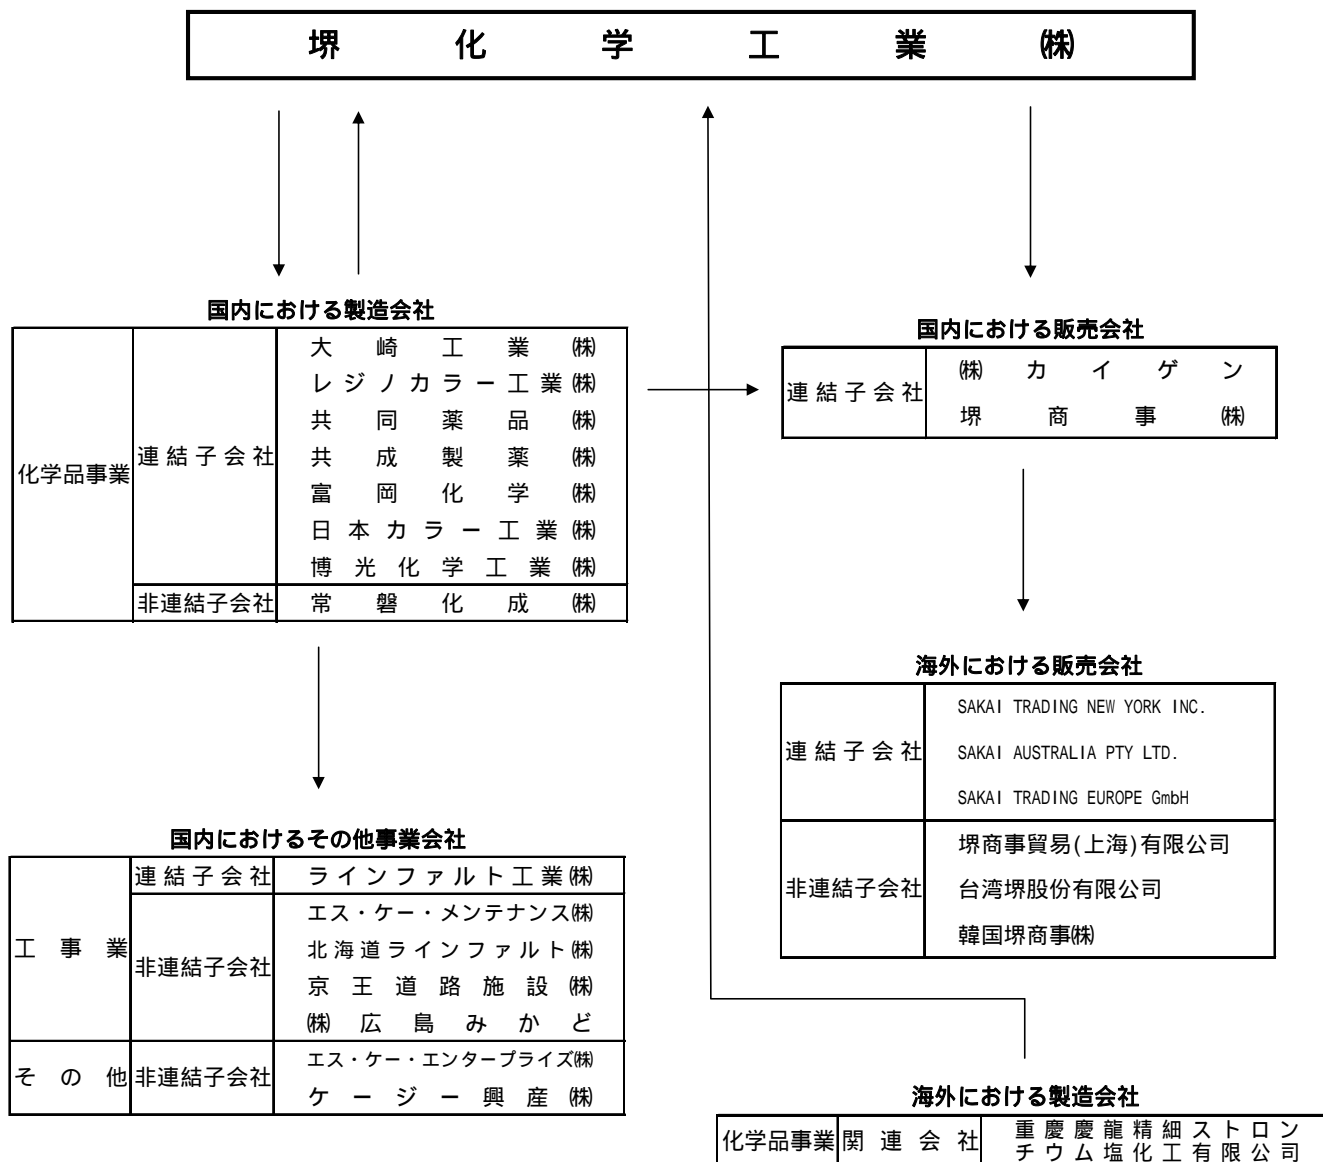 堺化学工業㈱
国内における製造会社
化学品事業
連結子会社
大崎工業㈱
レジノカラー工業㈱
共同薬品㈱
共成製薬㈱
富岡化学㈱
日本カラー工業㈱
博光化学工業㈱
非連結子会社
常磐化成㈱
国内における販売会社
連結子会社
㈱カイゲン
堺商事㈱
海外における販売会社
連結子会社
SAKAI TRADING NEW YORK INC.
SAKAI AUSTRALIA PTY LTD.
SAKAI TRADING EUROPE GmbH
非連結子会社
堺商事貿易(上海)有限公司
台湾堺股份有限公司
韓国堺商事㈱
国内におけるその他事業会社
工事業
連結子会社
ラインファルト工業㈱
非連結子会社
エス・ケー・メンテナンス㈱
北海道ラインファルト㈱
京王道路施設㈱
㈱広島みかど
その他
非連結子会社
エス・ケー・エンタープライズ㈱
ケージー興産㈱
海外における製造会社
化学品事業
関連会社
重慶慶龍精細ストロン
チウム塩化工有限公司